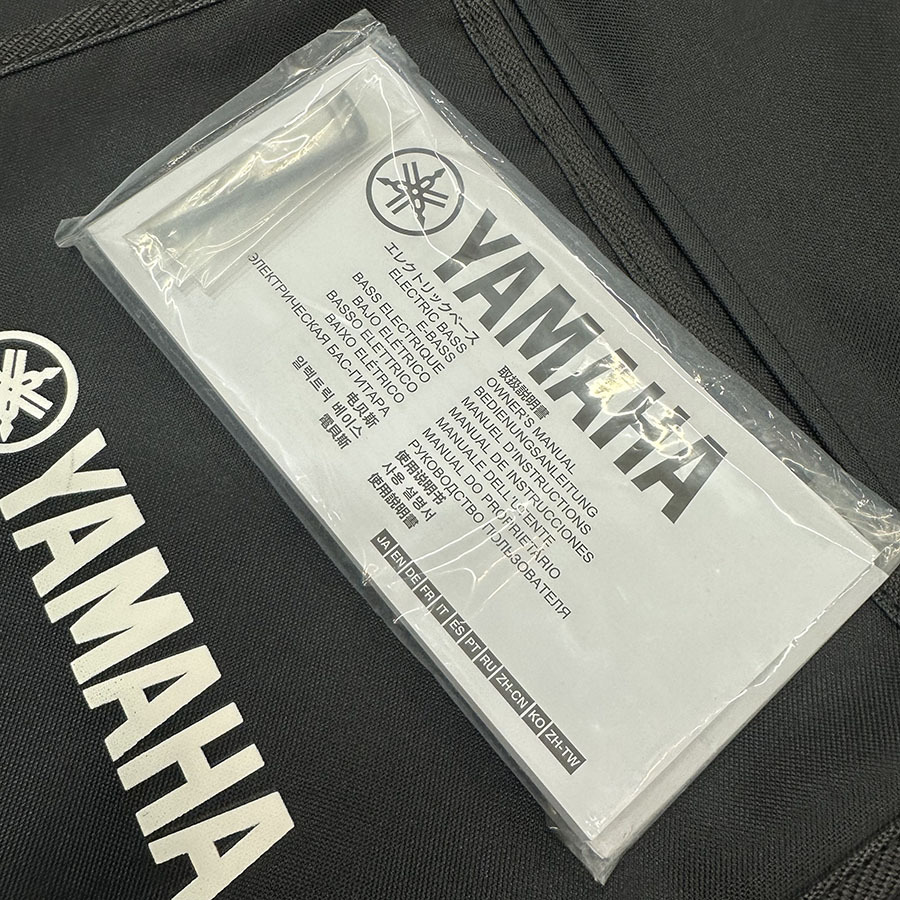 YAMAHA
エレクトリックベース
ELECTRIC BASS
E-BASS
BASS ELECTRIQUE
BAJO ELÉTRICO
BASSO ELETTRICO
BAIXO ELÉTRICO
ЭЛЕКТРИЧЕСКАЯ БАС-ГИТАРА
电贝斯
일렉트릭 베이스
電貝斯
取扱説明書
OWNER'S MANUAL
BEDIENUNGSANLEITUNG
MANUEL D'INSTRUCTIONS
MANUAL DE INSTRUCCIONES
MANUALE DELL'UTENTE
MANUAL DO PROPRIETÁRIO
РУКОВОДСТВО ПОЛЬЗОВАТЕЛЯ
使用说明书
사용 설명서
使用說明書
JA EN DE FR IT ES PT RU ZH-CN KO ZH-TW
YAMAHA